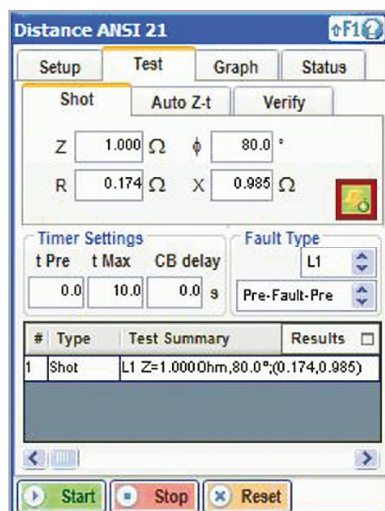 Distance ANSI 21 F1
Setup Test Graph Status
Shot Auto Z-t Verify
Z 1.000 Ω ϕ 80.0 °
R 0.174 Ω X 0.985 Ω
Timer Settings Fault Type
t Pre t Max CB delay L1
0.0 10.0 0.0 s Pre-Fault-Pre
# Type Test Summary Results
1 Shot L1 Z=1.000Ohm,80.0°;(0.174,0.985)
Start Stop Reset